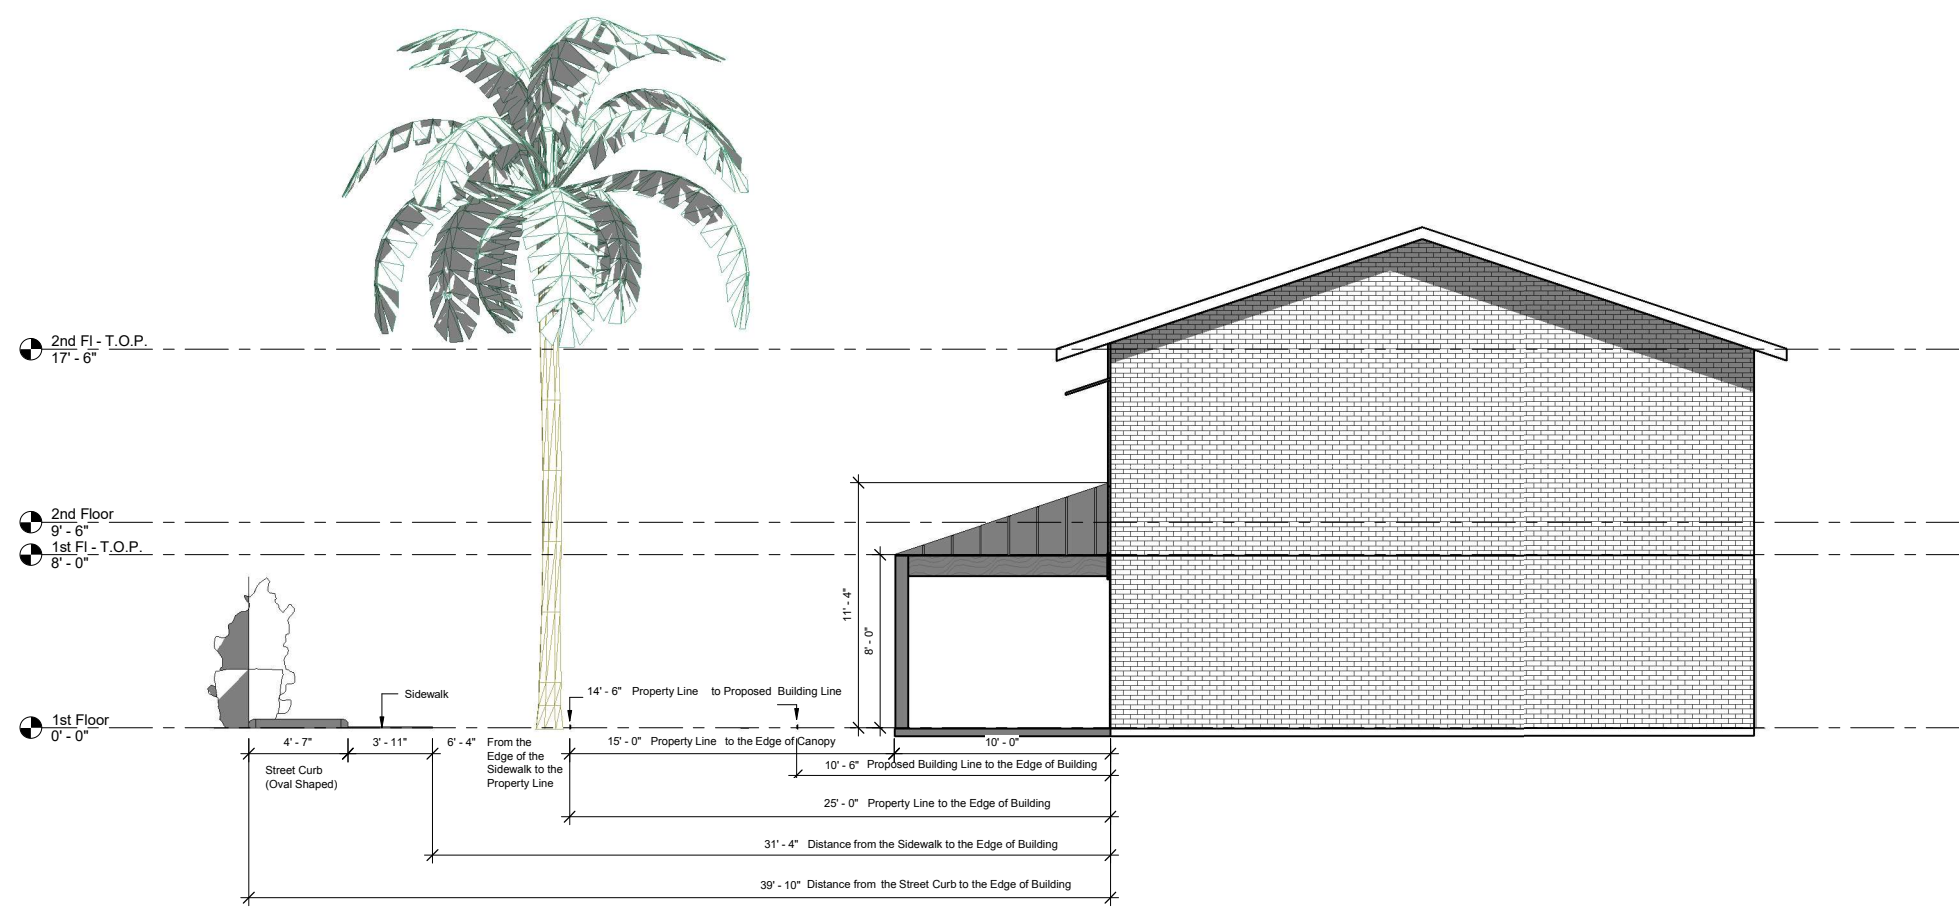 2nd Fl - T.O.P.
17' - 6"
2nd Floor
9' - 6"
1st Fl - T.O.P.
8' - 0"
11' - 4"
8' - 0"
Sidewalk
14' - 6" Property Line to Proposed Building Line
1st Floor
0' - 0"
4' - 7"
3' - 11"
6' - 4"
From the
Edge of the
Sidewalk to the
Property Line
15' - 0" Property Line to the Edge of Canopy
10' - 0"
Street Curb
(Oval Shaped)
10' - 6" Proposed Building Line to the Edge of Building
25' - 0" Property Line to the Edge of Building
31' - 4" Distance from the Sidewalk to the Edge of Building
39' - 10" Distance from the Street Curb to the Edge of Building